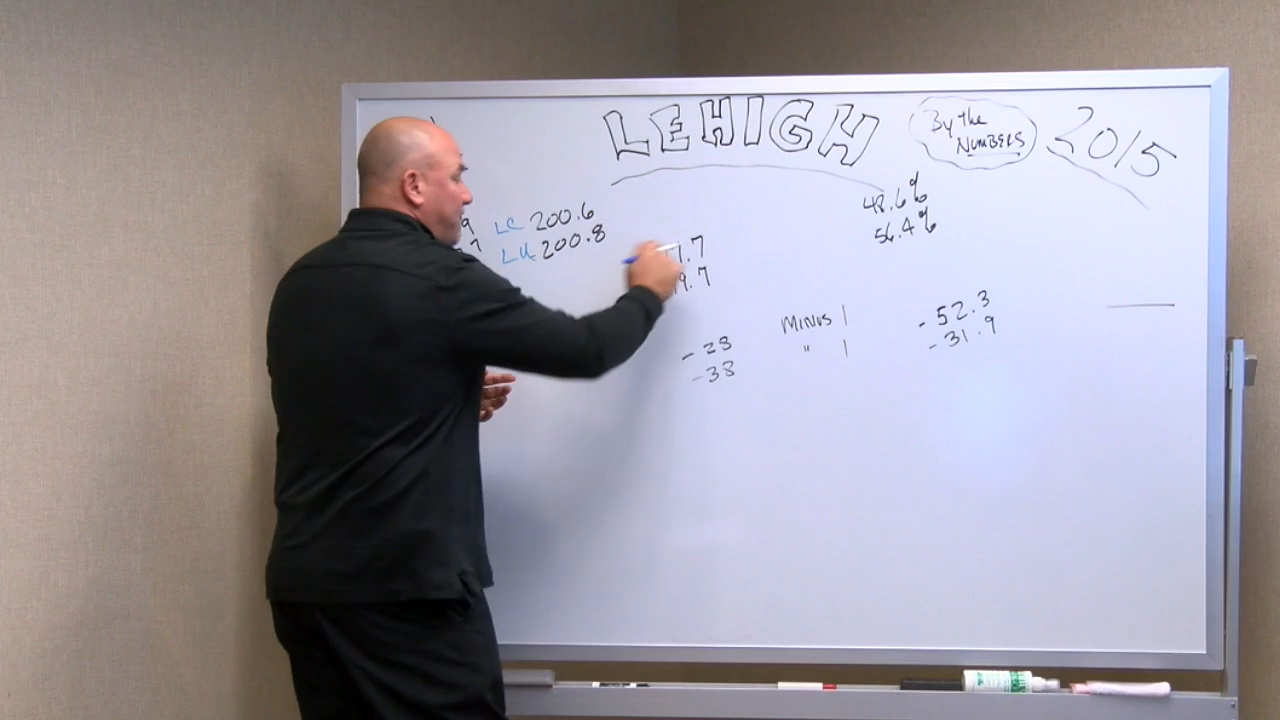 LEHIGH
By the
NUMBERS
2015
48.6%
56.4%
LC 200.6
LU 200.8
MINUS 1 -52.3
" 1 -31.9
-28
-38